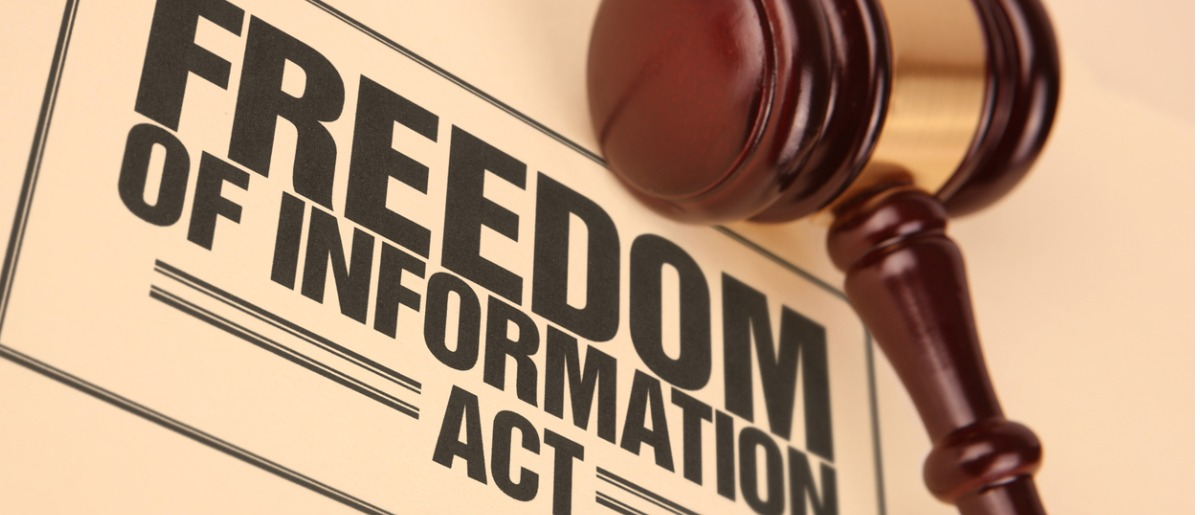 FREEDOM
OF INFORMATION
ACT